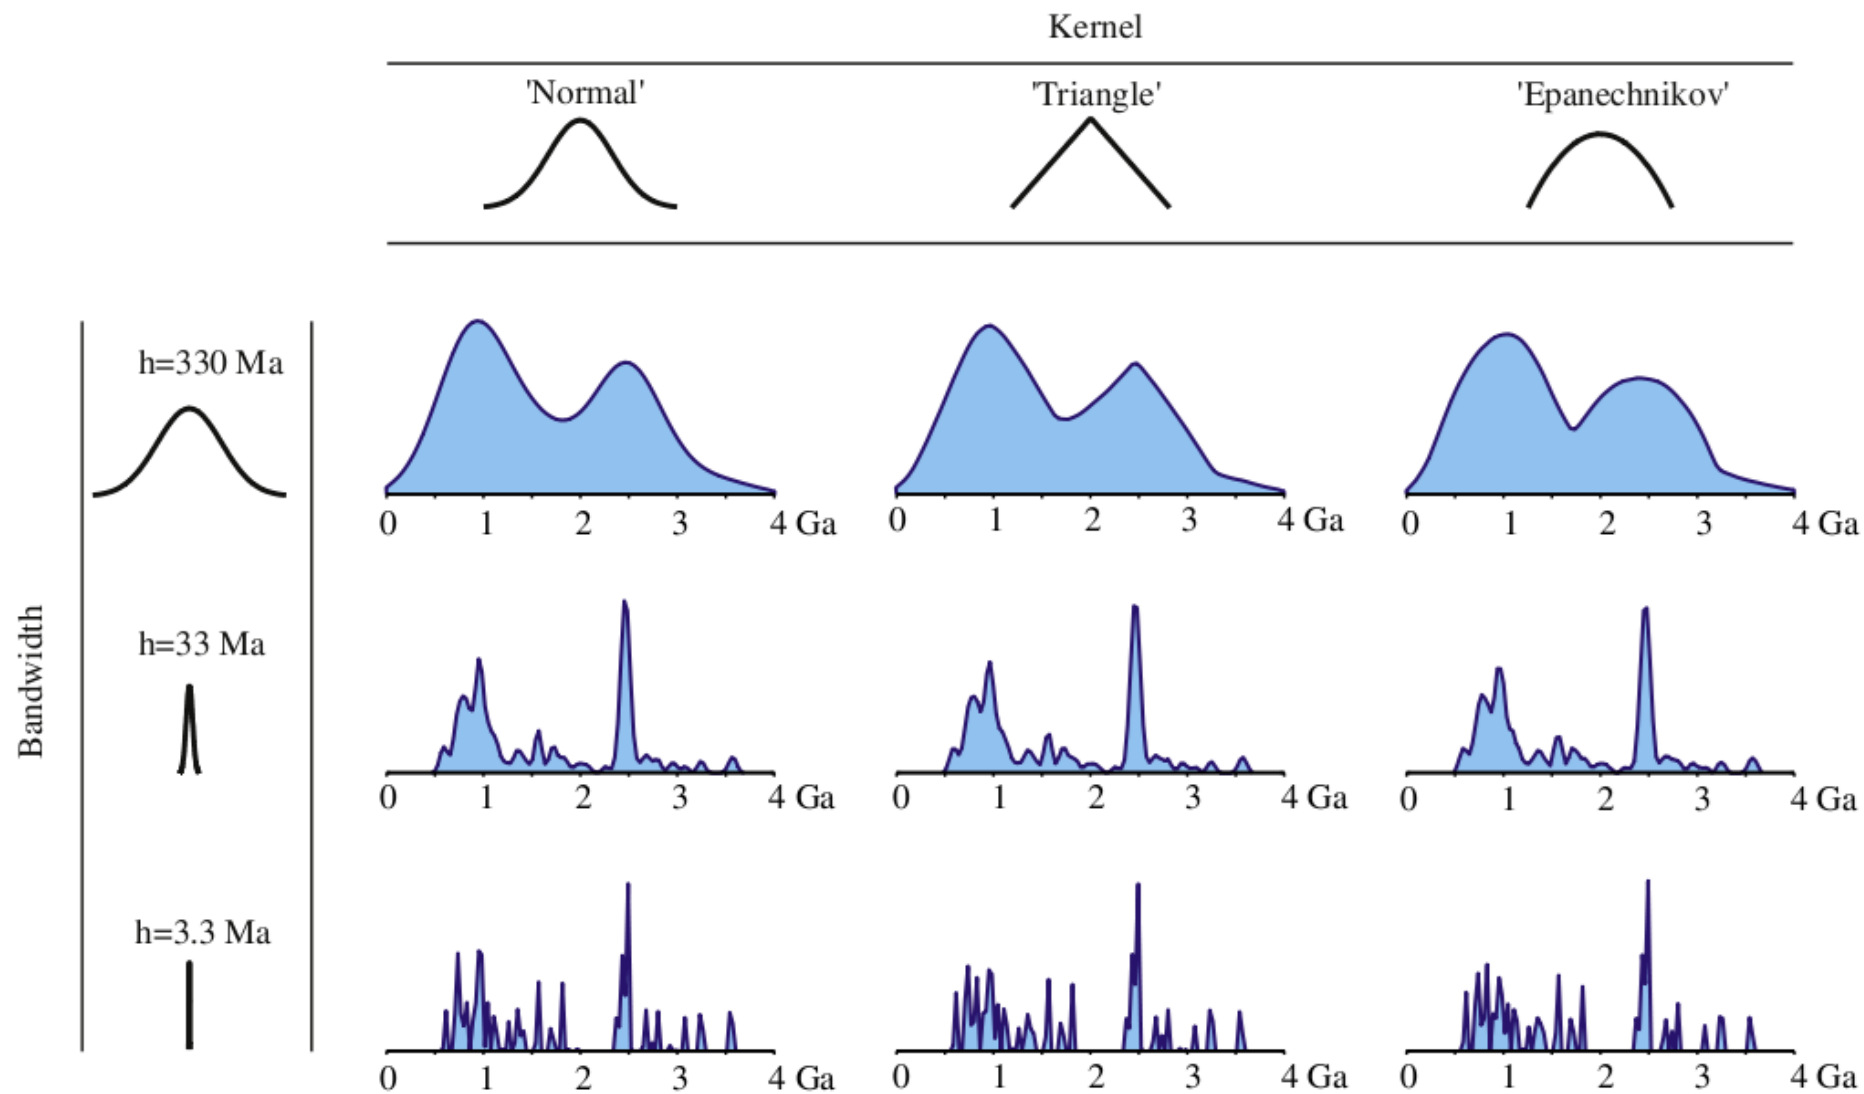 Kernel
'Normal' 'Triangle' 'Epanechnikov'
Bandwidth
h=330 Ma
0 1 2 3 4 Ga 0 1 2 3 4 Ga 0 1 2 3 4 Ga
h=33 Ma
0 1 2 3 4 Ga 0 1 2 3 4 Ga 0 1 2 3 4 Ga
h=3.3 Ma
0 1 2 3 4 Ga 0 1 2 3 4 Ga 0 1 2 3 4 Ga